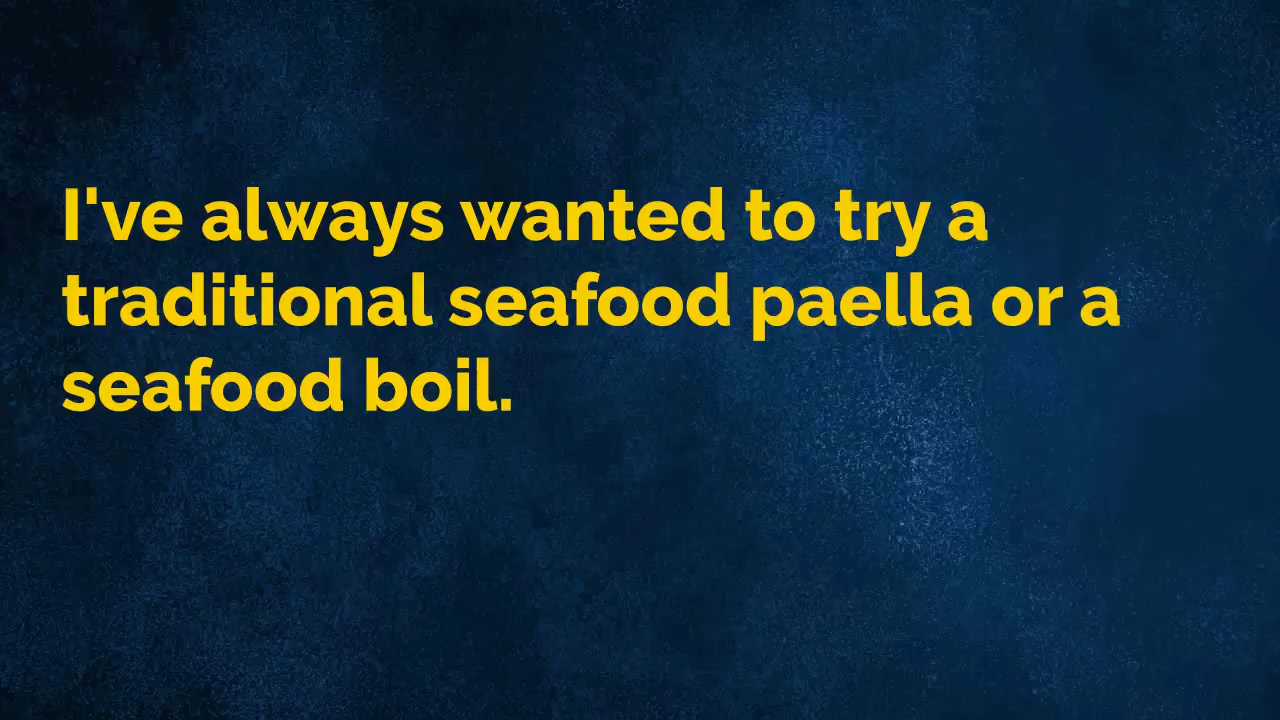 I've always wanted to try a
traditional seafood paella or a
seafood boil.